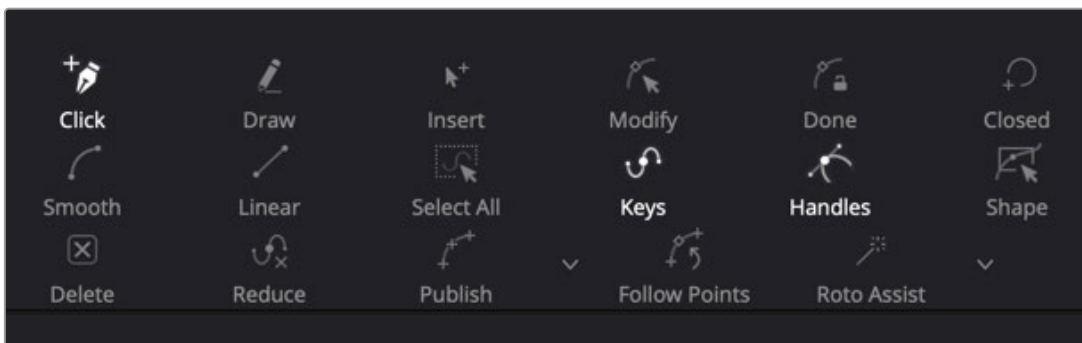 Click Draw Insert Modify Done Closed
Smooth Linear Select All Keys Handles Shape
Delete Reduce Publish Follow Points Roto Assist